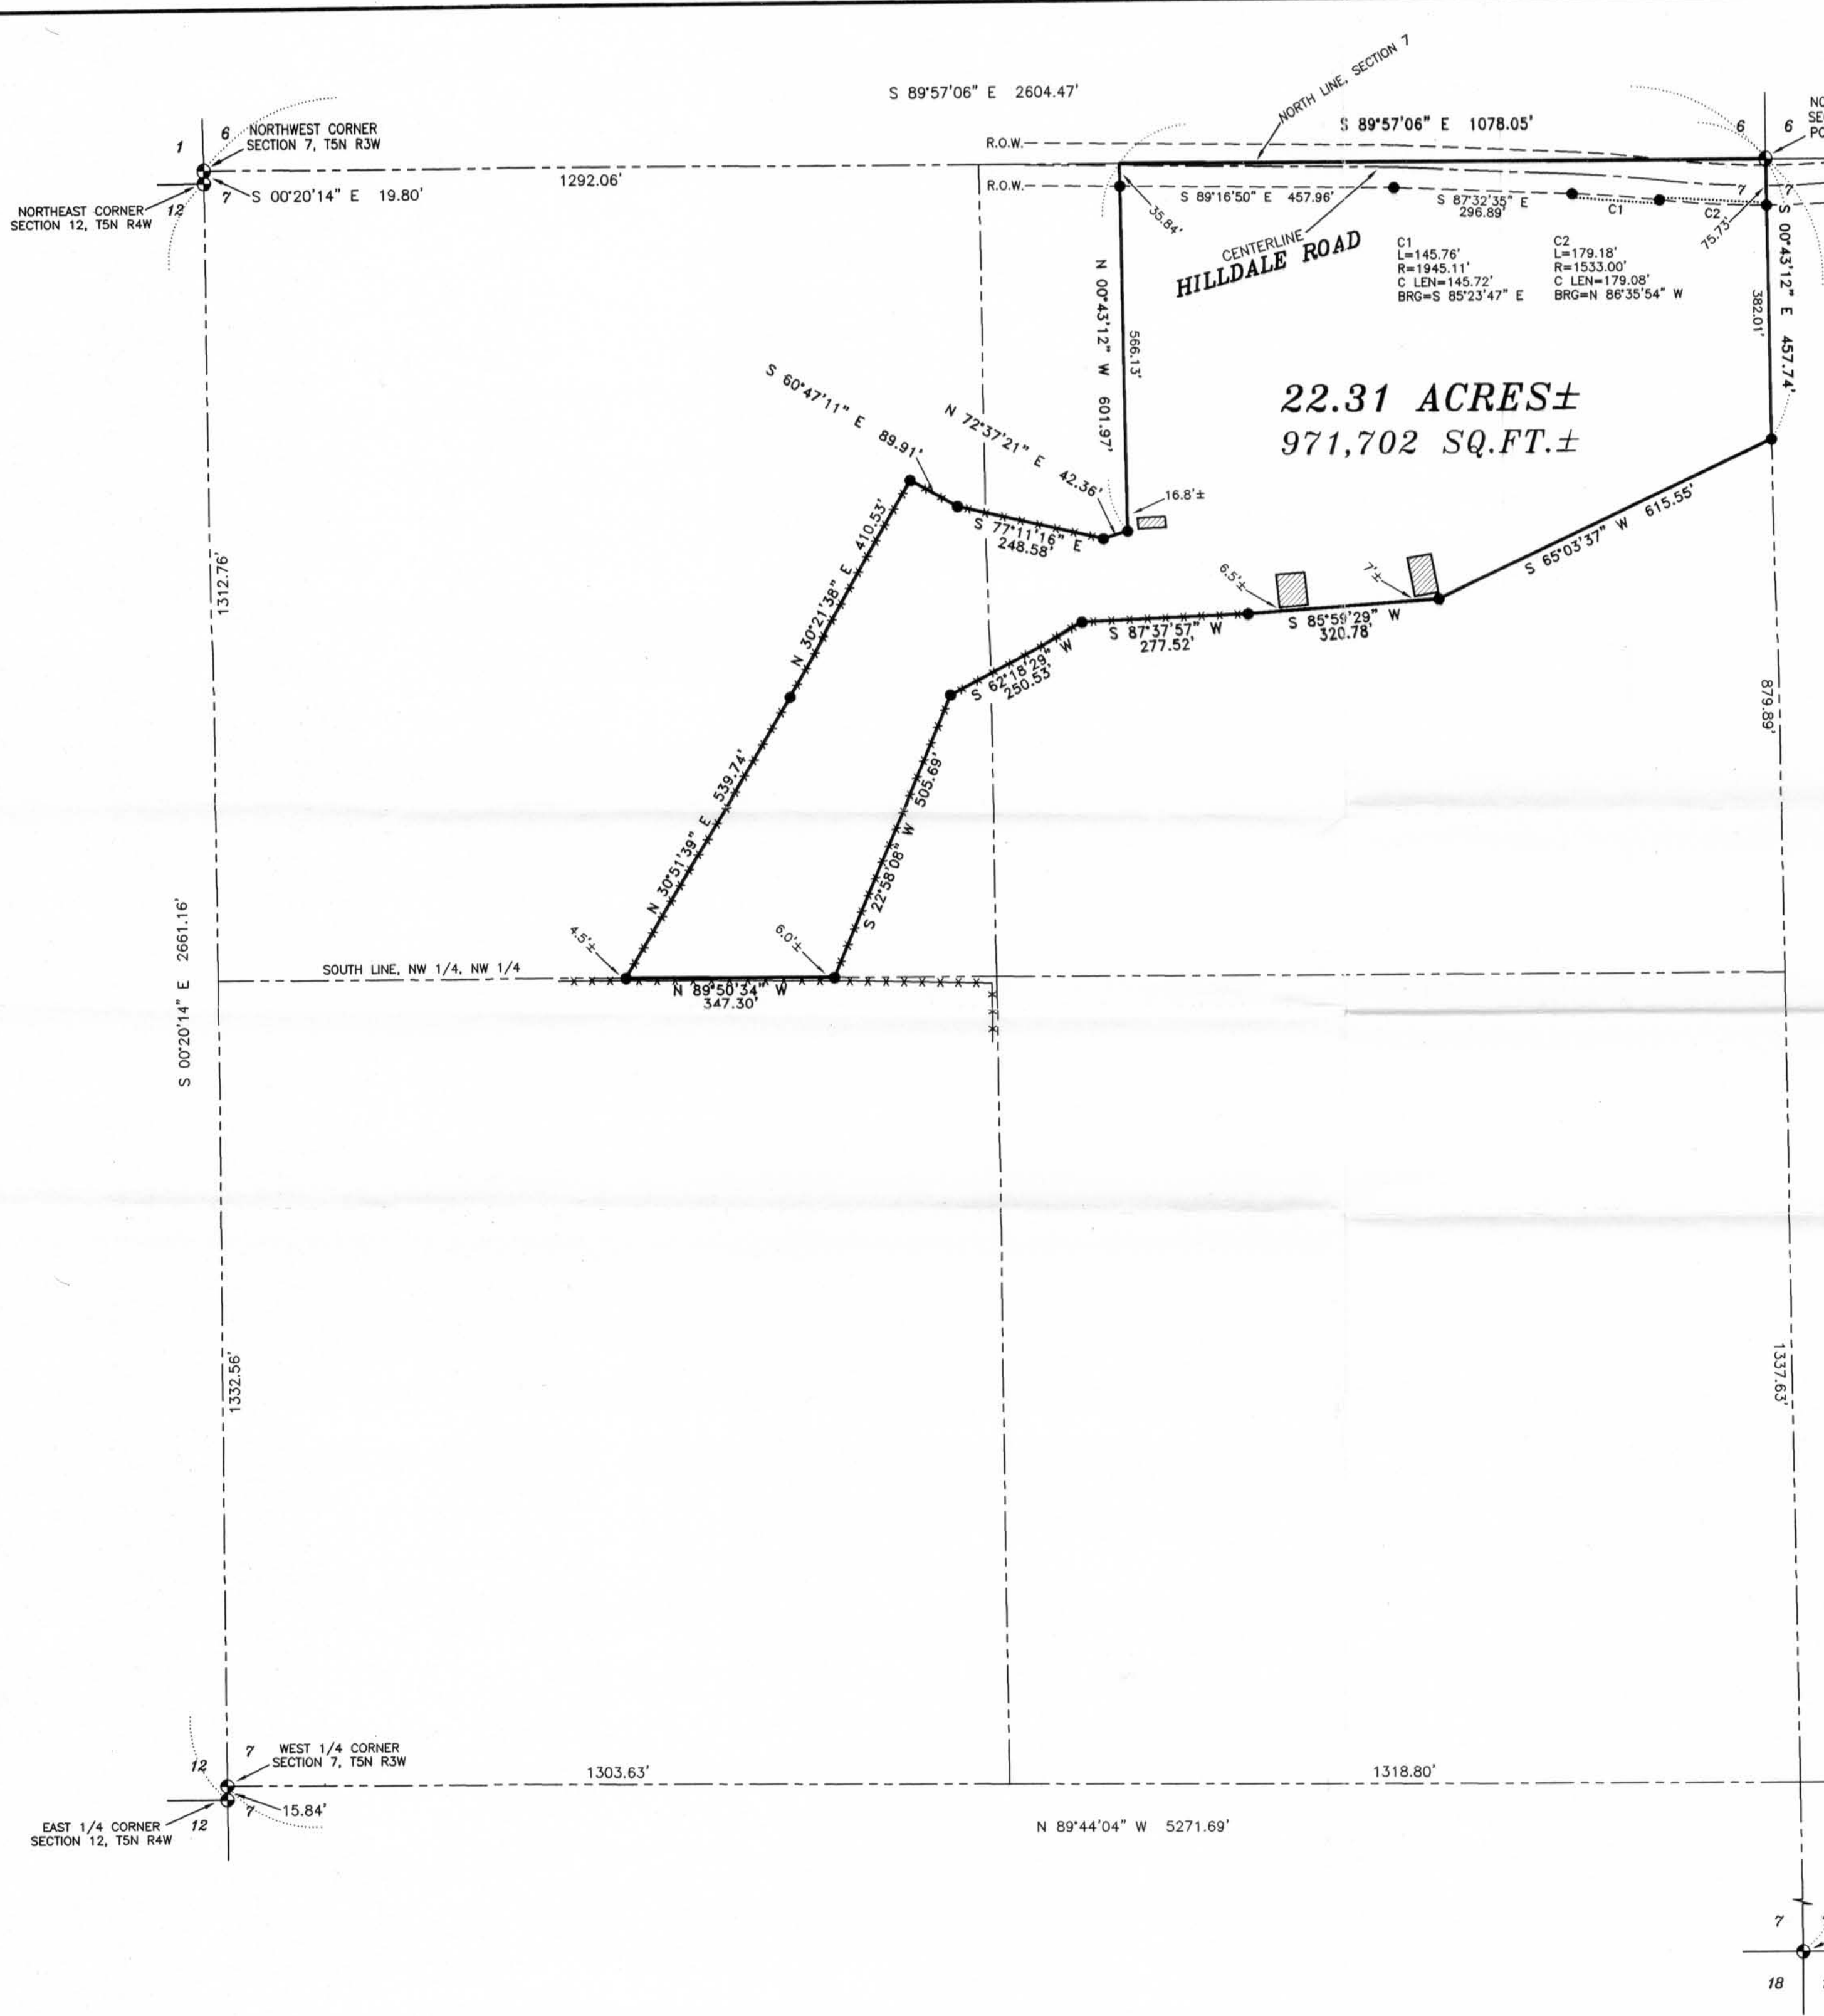 S 89°57'06" E 2604.47'
NORTH LINE, SECTION 7
S 89°57'06" E 1078.05'
1
6
NORTHWEST CORNER
SECTION 7, T5N R3W
R.O.W.
6
6
1292.06'
R.O.W.
7
S 00°20'14" E 19.80'
12
NORTHEAST CORNER
SECTION 12, T5N R4W
S 89°16'50" E 457.96'
S 87°32'35" E
296.89'
C1
C2
7
7
35.84'
75.73'
CENTERLINE
HILLDALE ROAD
C1
L=145.76'
R=1945.11'
C LEN=145.72'
BRG=S 85°23'47" E
C2
L=179.18'
R=1533.00'
C LEN=179.08'
BRG=N 86°35'54" W
S 00°43'12" E 457.74'
382.01'
N 00°43'12" W 601.97'
566.13'
22.31 ACRES±
971,702 SQ.FT.±
S 60°47'11" E 89.91'
N 72°37'21" E 42.36'
16.8'±
S 77°11'16" E
248.58'
N 30°21'38" E 410.53'
S 65°03'37" W 615.55'
6.5'±
7'±
S 85°59'29" W
320.78'
S 87°37'57" W
277.52'
S 62°18'29" W
250.53'
1312.76'
879.89'
N 30°51'39" E 539.74'
S 22°58'08" W 505.69'
4.5'±
6.0'±
SOUTH LINE, NW 1/4, NW 1/4
N 89°50'34" W
347.30'
S 00°20'14" E 2661.16'
1332.56'
1337.63'
7
WEST 1/4 CORNER
SECTION 7, T5N R3W
12
1303.63'
1318.80'
7
15.84'
12
EAST 1/4 CORNER
SECTION 12, T5N R4W
N 89°44'04" W 5271.69'
7
18